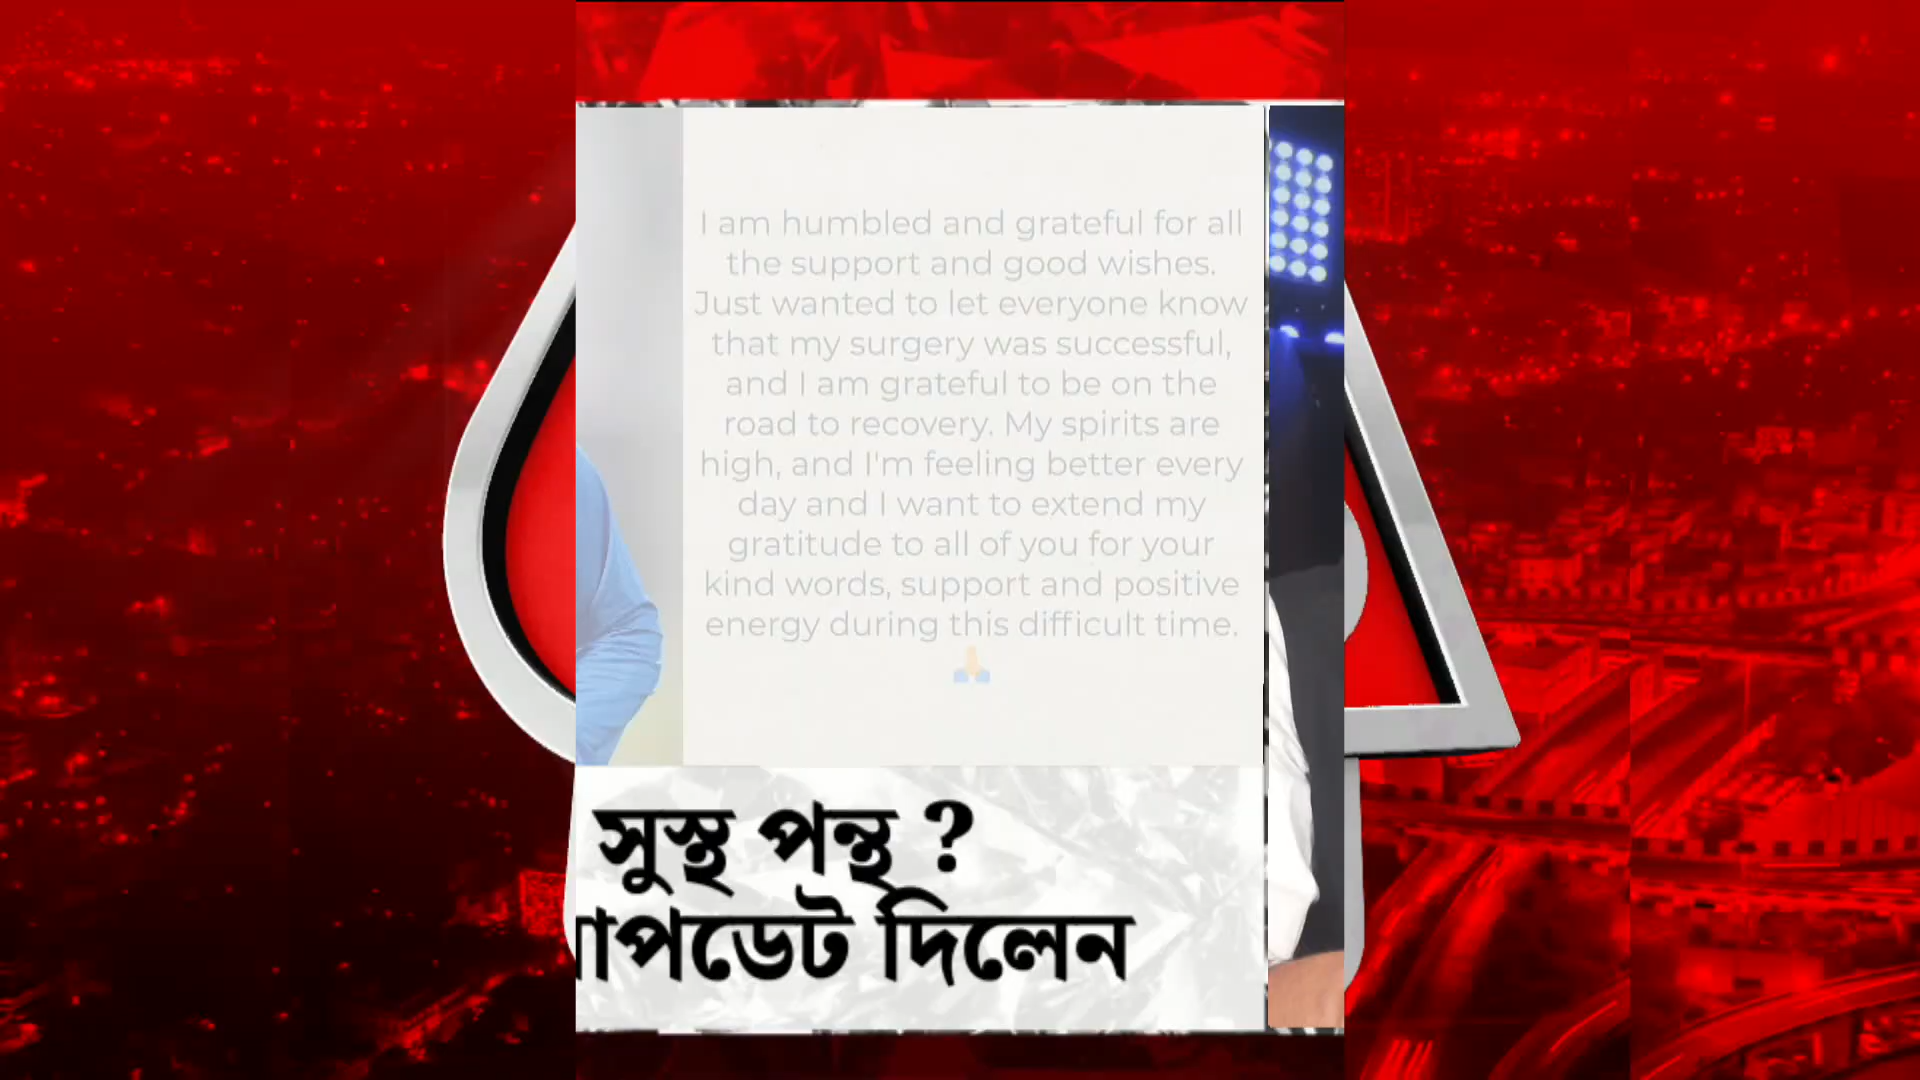 I am humbled and grateful for all
the support and good wishes.
Just wanted to let everyone know
that my surgery was successful,
and I am grateful to be on the
road to recovery. My spirits are
high, and I'm feeling better every
day and I want to extend my
gratitude to all of you for your
kind words, support and positive
energy during this difficult time.
🙏
সুস্থ পন্থ ?
দিলেন